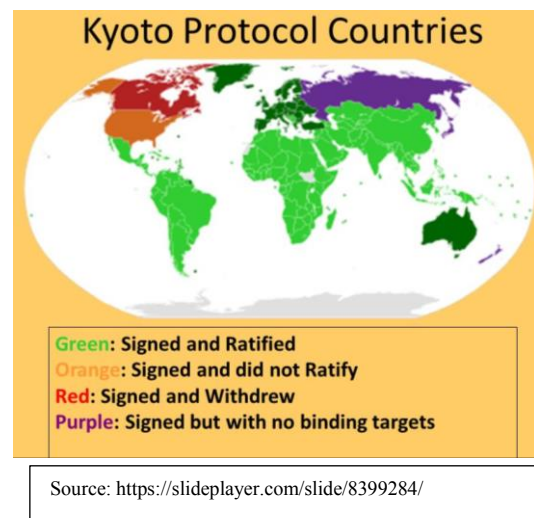 Kyoto Protocol Countries
Green: Signed and Ratified
Orange: Signed and did not Ratify
Red: Signed and Withdrew
Purple: Signed but with no binding targets
Source: https://slideplayer.com/slide/8399284/